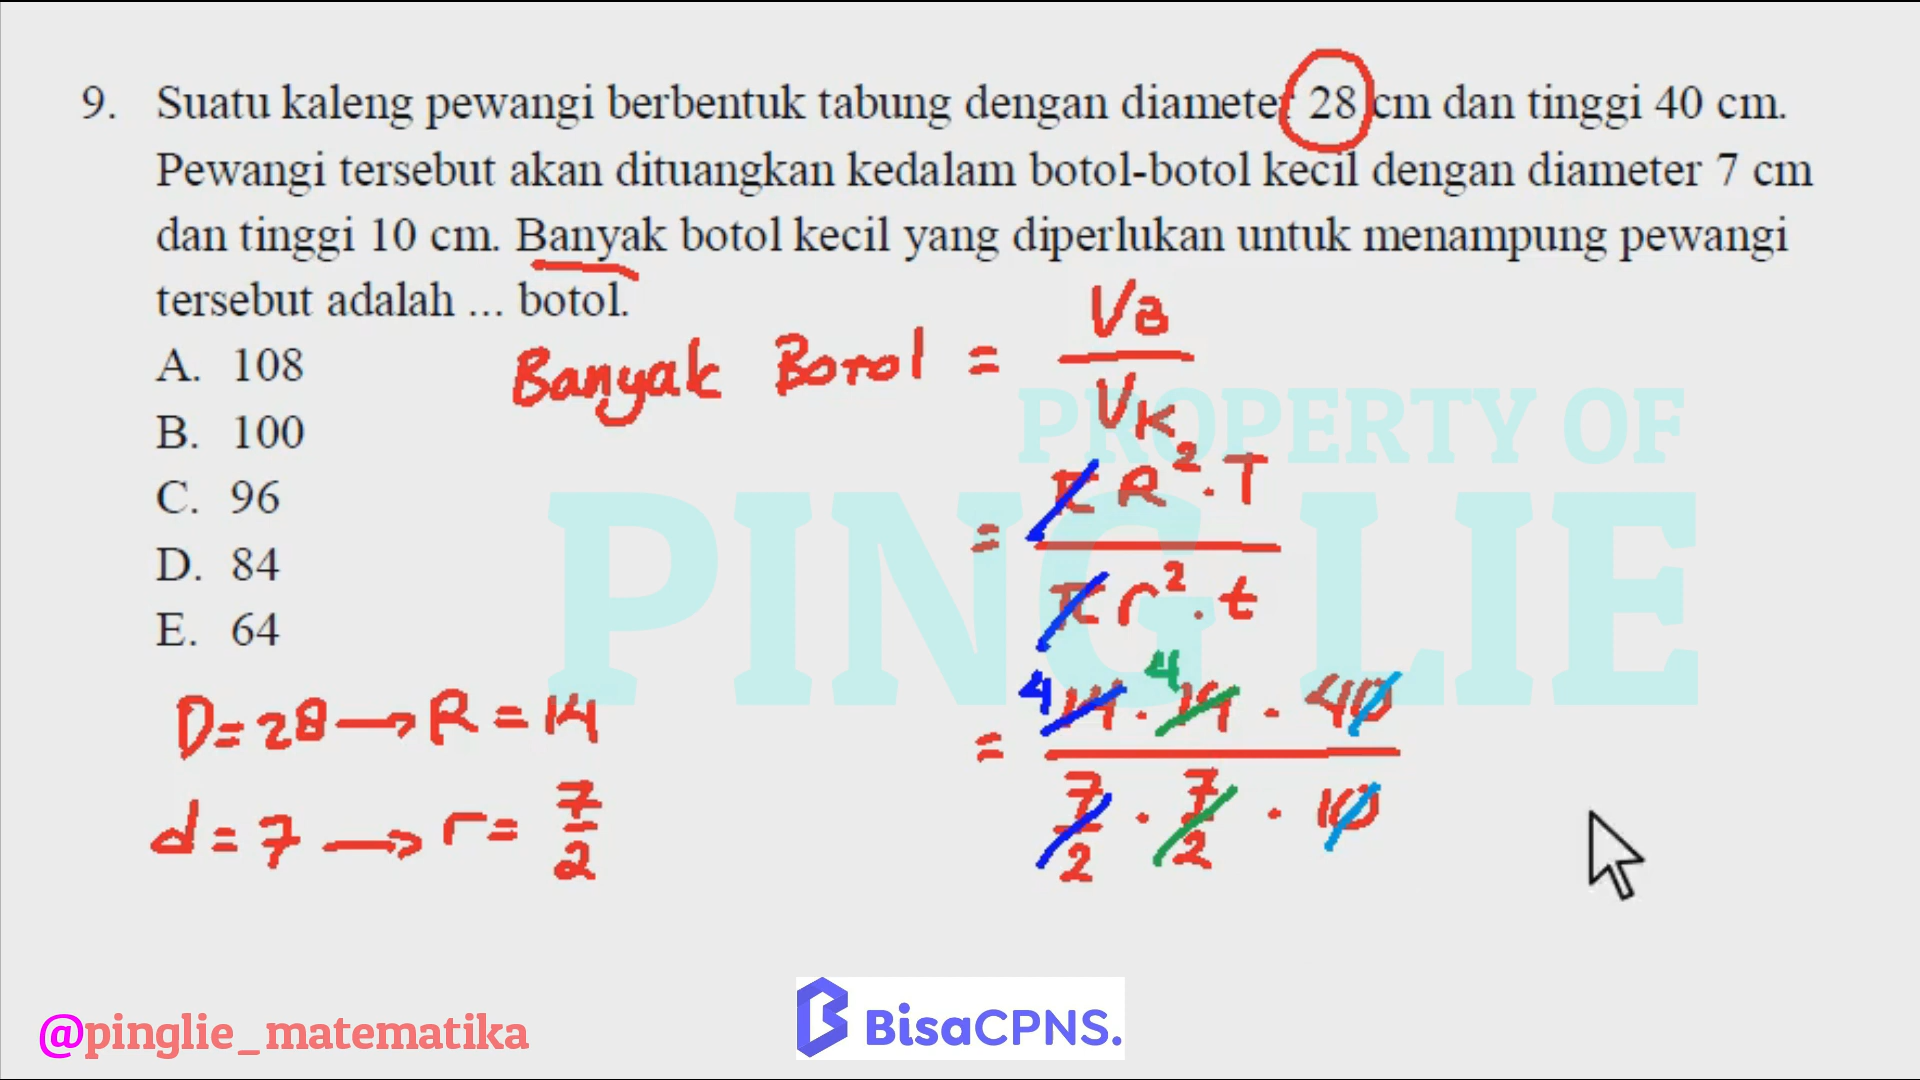 9. Suatu kaleng pewangi berbentuk tabung dengan diameter 28 cm dan tinggi 40 cm.
Pewangi tersebut akan dituangkan kedalam botol-botol kecil dengan diameter 7 cm
dan tinggi 10 cm. Banyak botol kecil yang diperlukan untuk menampung pewangi
tersebut adalah ... botol.
A. 108
B. 100
C. 96
D. 84
E. 64
Banyak Botol = VB / VK
= π R² . T / π r² . t
= 14 . 14 . 40 / 7/2 . 7/2 . 10
4 4
D = 28 → R = 14
d = 7 → r = 7/2
PROPERTY OF
PING LIE
@pinglie_matematika
BisaCPNS.